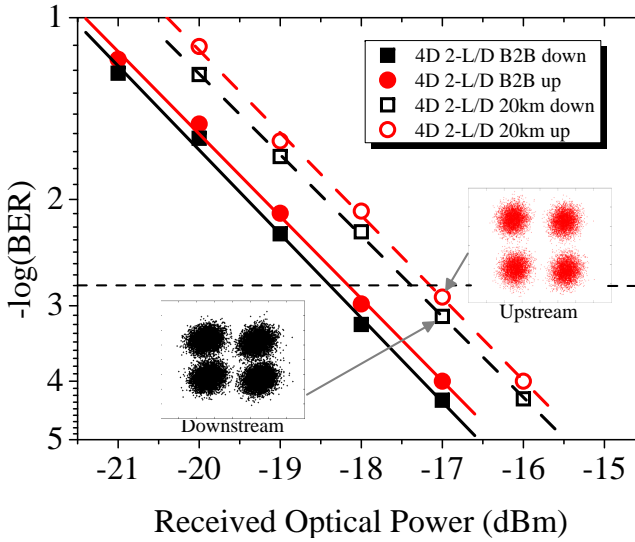 1
2
3
4
5
-log(BER)
4D 2-L/D B2B down
4D 2-L/D B2B up
4D 2-L/D 20km down
4D 2-L/D 20km up
Upstream
Downstream
-21 -20 -19 -18 -17 -16 -15
Received Optical Power (dBm)